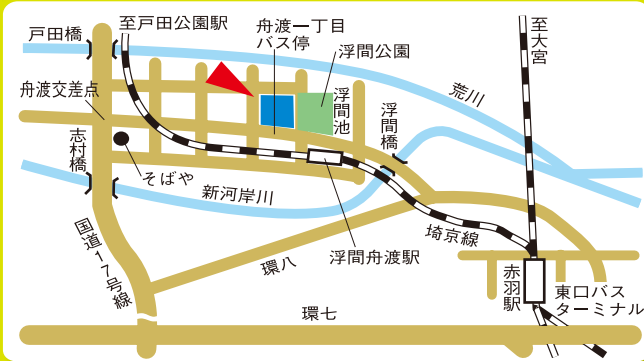 戸田橋
至戸田公園駅
舟渡一丁目
バス停
浮間公園
至大宮
荒川
舟渡交差点
浮間池
浮間橋
志村橋
そばや
新河岸川
国道17号線
環八
浮間舟渡駅
埼京線
赤羽駅
東口バス
ターミナル
環七